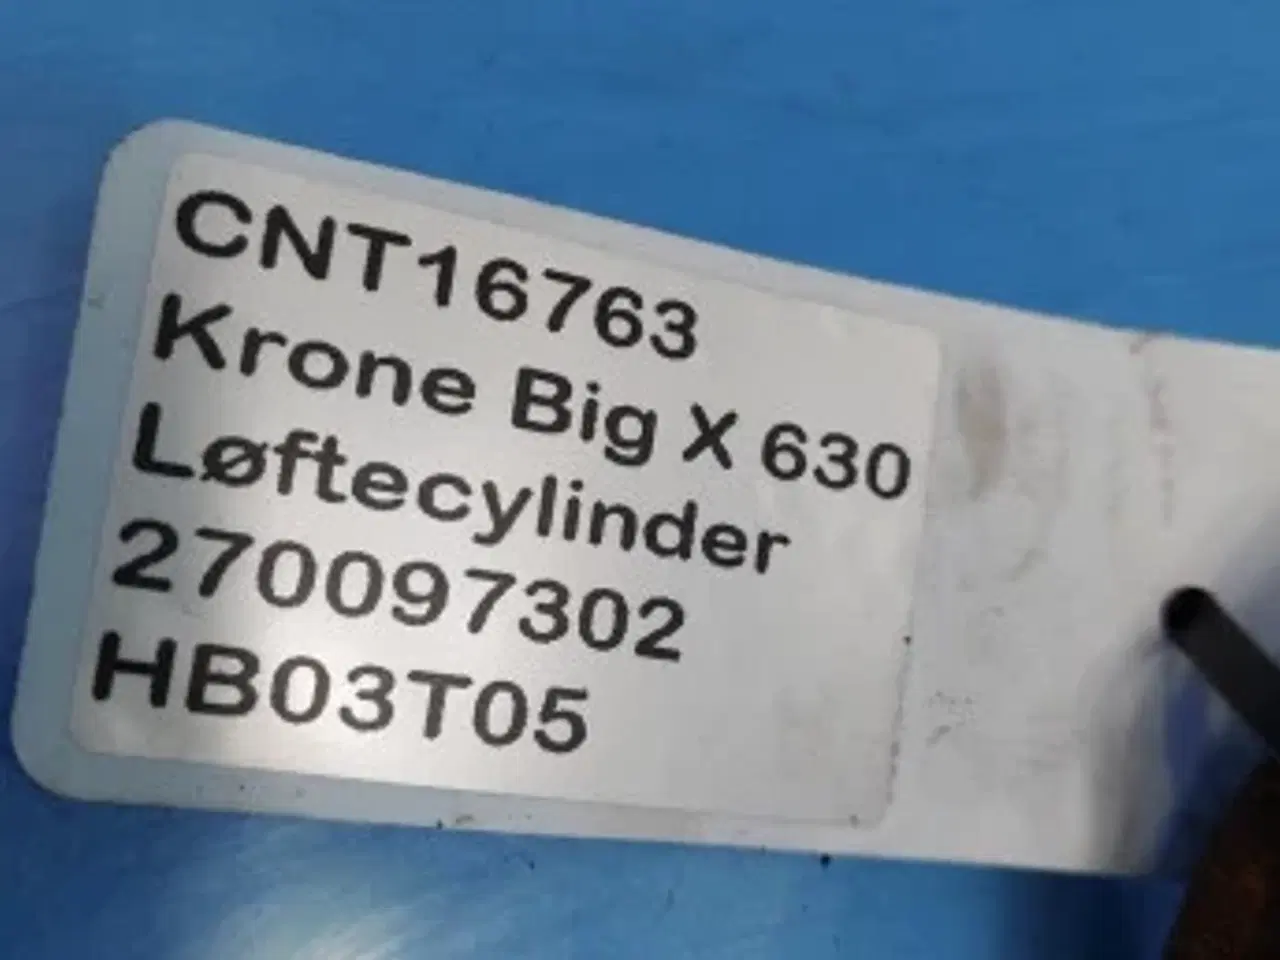 CNT16763
Krone Big X 630
Løftecylinder
270097302
HB03T05